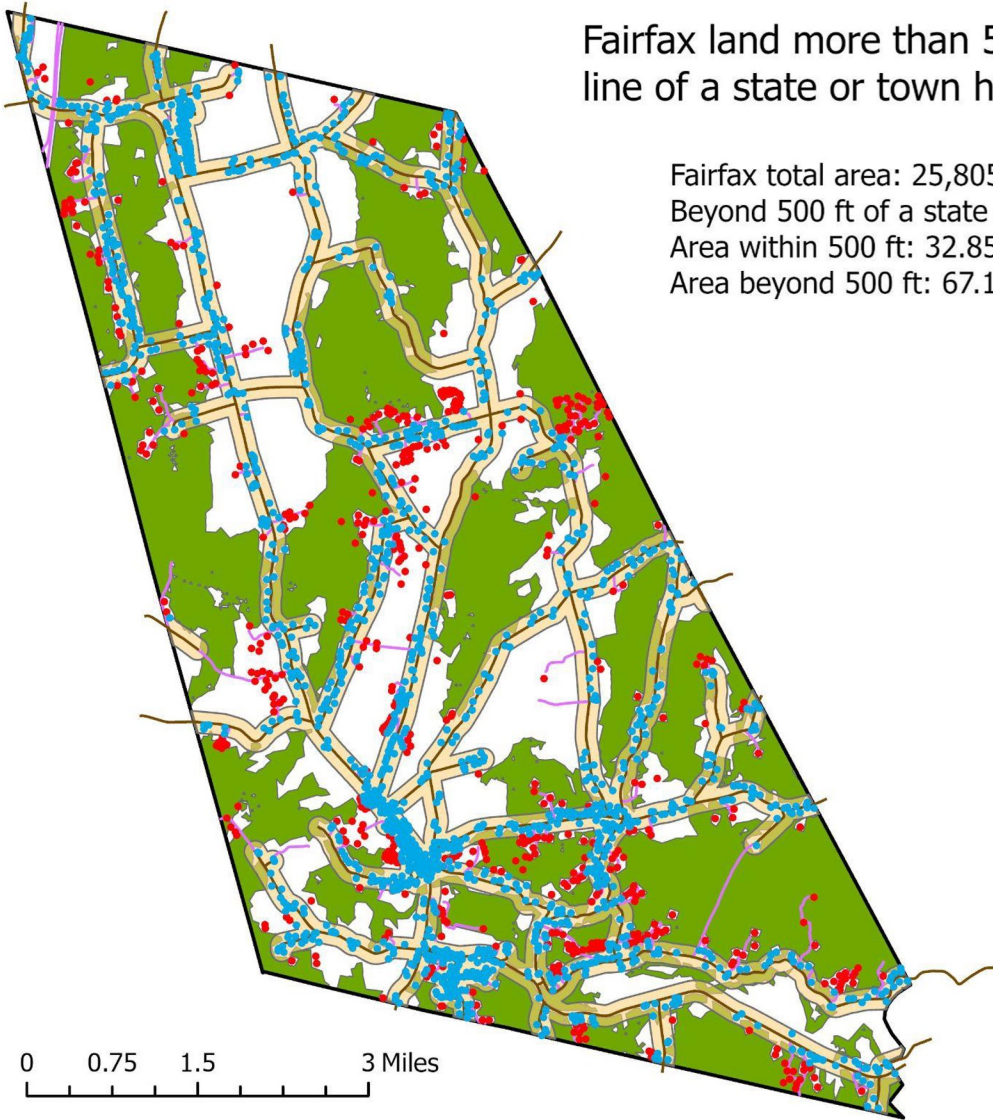 Fairfax land more than 5
line of a state or town h
Fairfax total area: 25,805
Beyond 500 ft of a state
Area within 500 ft: 32.85
Area beyond 500 ft: 67.1
0 0.75 1.5 3 Miles